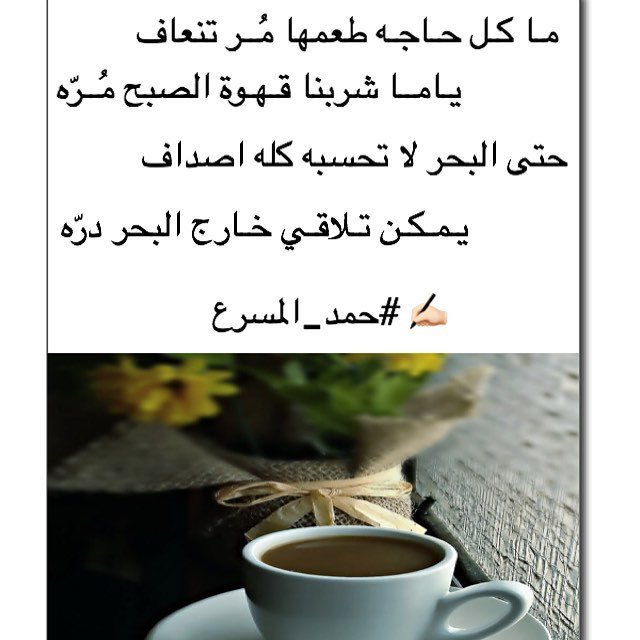 ما كل حاجه طعمها مُر تنعاف
ياما شربنا قهوة الصبح مُرّه
حتى البحر لا تحسبه كله اصداف
يمكن تلاقي خارج البحر درّه
✍🏻 #حمد_المسرع